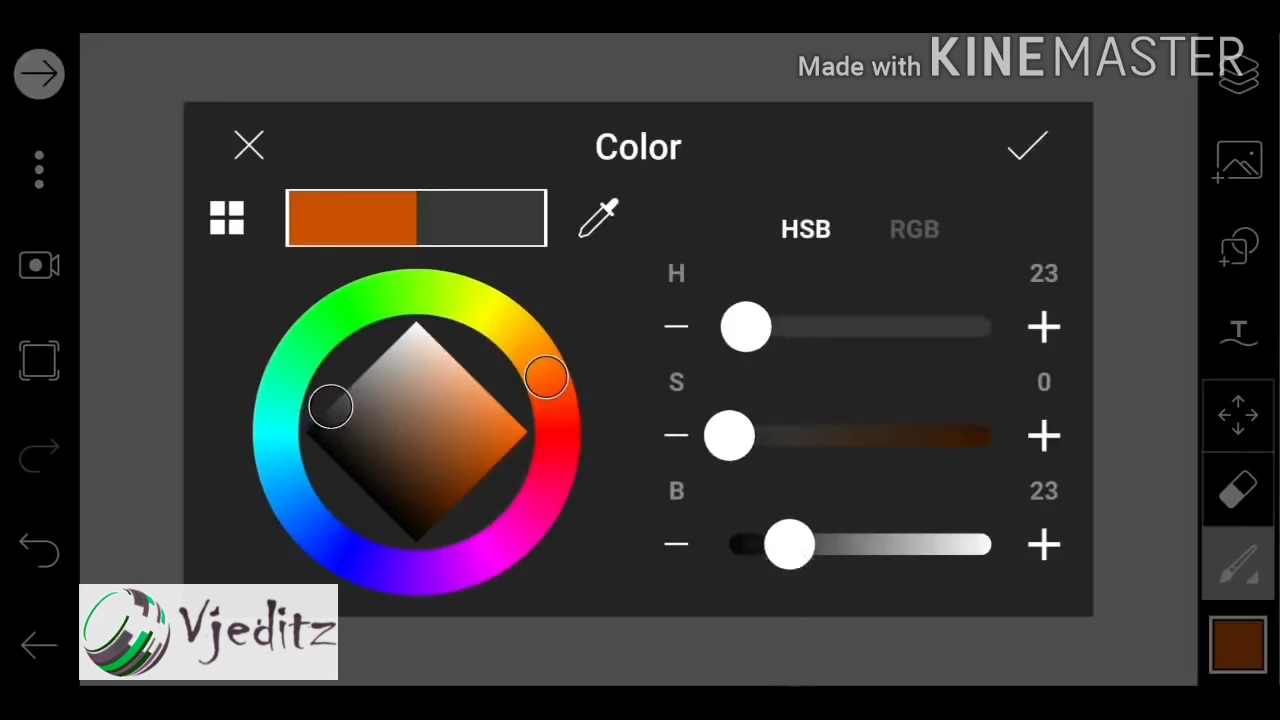 Made with KINEMASTER
Color
HSB RGB
H 23
S 0
B 23
T
Vjeditz